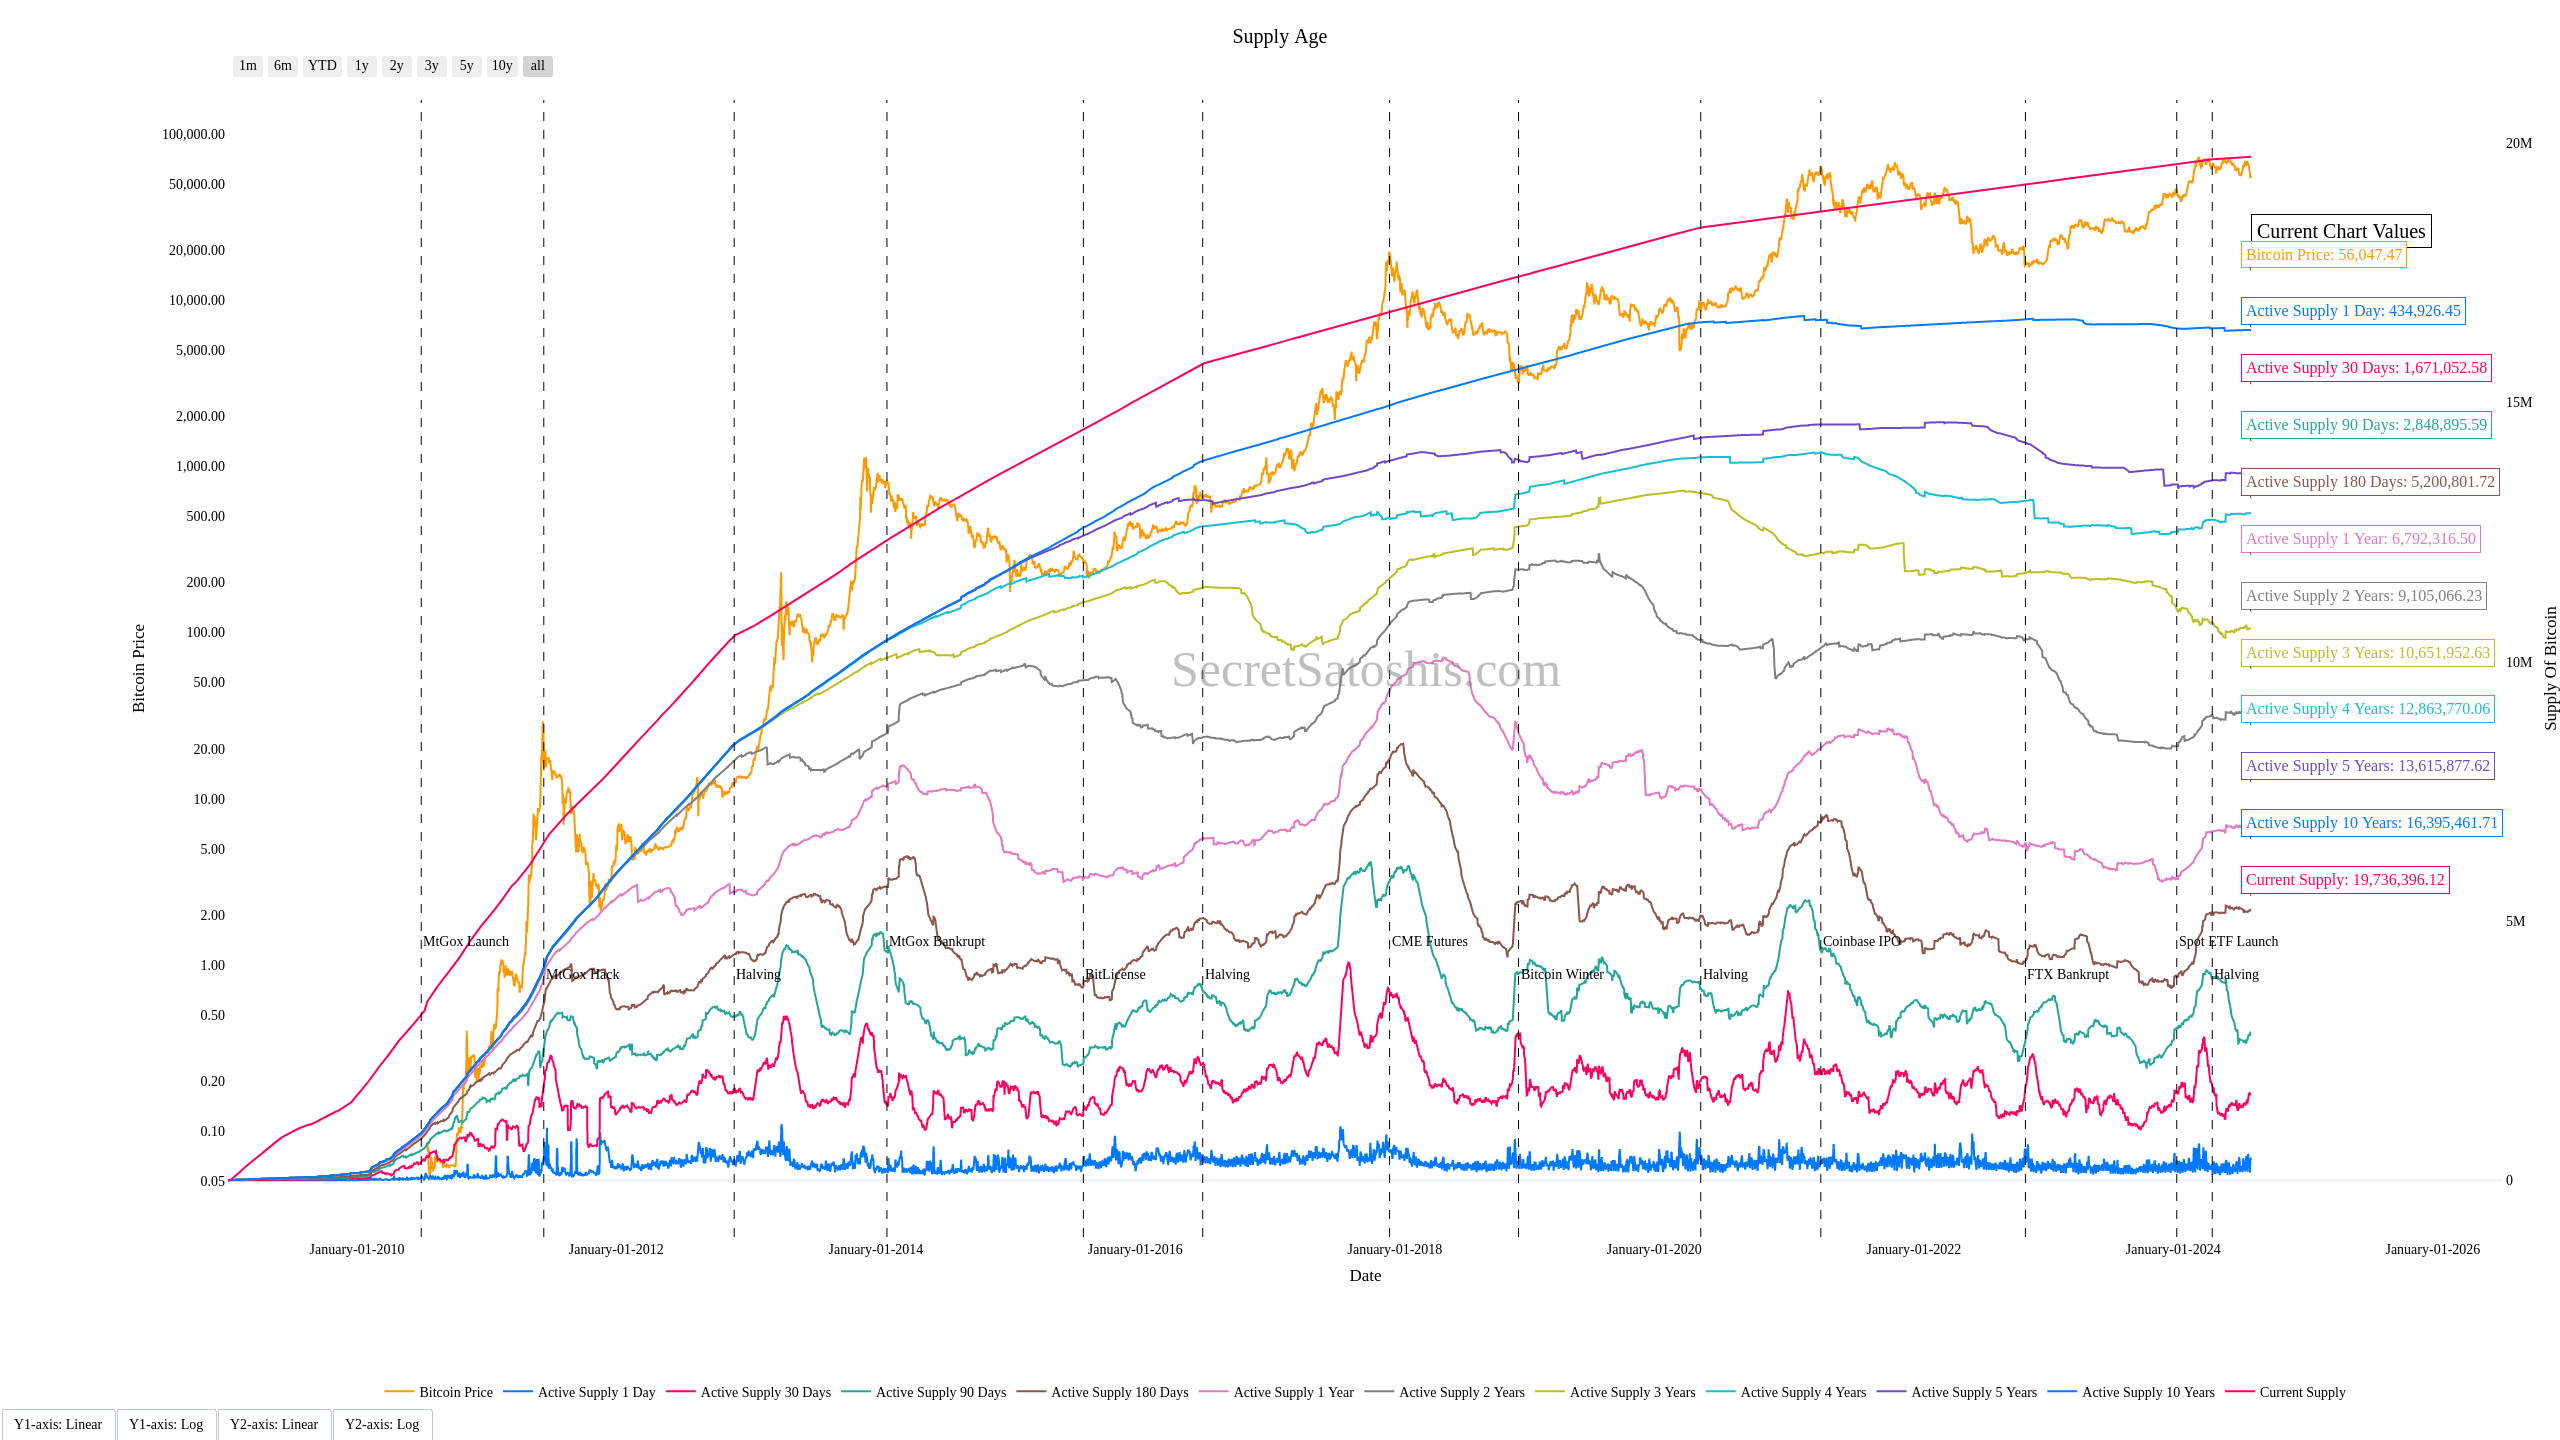 Supply Age
1m 6m YTD 1y 2y 3y 5y 10y all
100,000.00
50,000.00
20,000.00
10,000.00
5,000.00
2,000.00
1,000.00
500.00
200.00
100.00
50.00
20.00
10.00
5.00
2.00
1.00
0.50
0.20
0.10
0.05
Bitcoin Price
20M
15M
10M
5M
0
Supply Of Bitcoin
Current Chart Values
Bitcoin Price: 56,047.47
Active Supply 1 Day: 434,926.45
Active Supply 30 Days: 1,671,052.58
Active Supply 90 Days: 2,848,895.59
Active Supply 180 Days: 5,200,801.72
Active Supply 1 Year: 6,792,316.50
Active Supply 2 Years: 9,105,066.23
Active Supply 3 Years: 10,651,952.63
Active Supply 4 Years: 12,863,770.06
Active Supply 5 Years: 13,615,877.62
Active Supply 10 Years: 16,395,461.71
Current Supply: 19,736,396.12
SecretSatoshis.com
MtGox Launch
MtGox Hack
Halving
MtGox Bankrupt
BitLicense
Halving
CME Futures
Bitcoin Winter
Halving
Coinbase IPO
FTX Bankrupt
Spot ETF Launch
Halving
January-01-2010 January-01-2012 January-01-2014 January-01-2016 January-01-2018 January-01-2020 January-01-2022 January-01-2024 January-01-2026
Date
Bitcoin Price Active Supply 1 Day Active Supply 30 Days Active Supply 90 Days Active Supply 180 Days Active Supply 1 Year Active Supply 2 Years Active Supply 3 Years Active Supply 4 Years Active Supply 5 Years Active Supply 10 Years Current Supply
Y1-axis: Linear Y1-axis: Log Y2-axis: Linear Y2-axis: Log